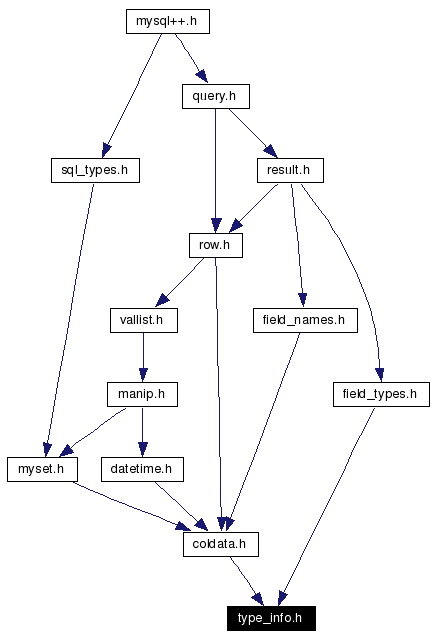 mysql++.h
query.h
sql_types.h
result.h
row.h
vallist.h
field_names.h
manip.h
field_types.h
myset.h
datetime.h
coldata.h
type_info.h